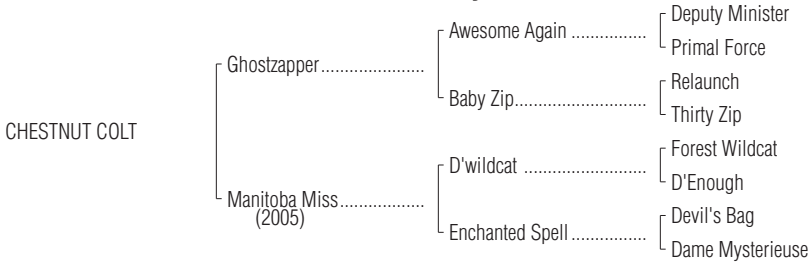 Deputy Minister
Awesome Again ................
Primal Force
Ghostzapper......................
Relaunch
Baby Zip............................
Thirty Zip
CHESTNUT COLT
Forest Wildcat
D'wildcat ..........................
D'Enough
Manitoba Miss..................
(2005)
Devil's Bag
Enchanted Spell................
Dame Mysterieuse